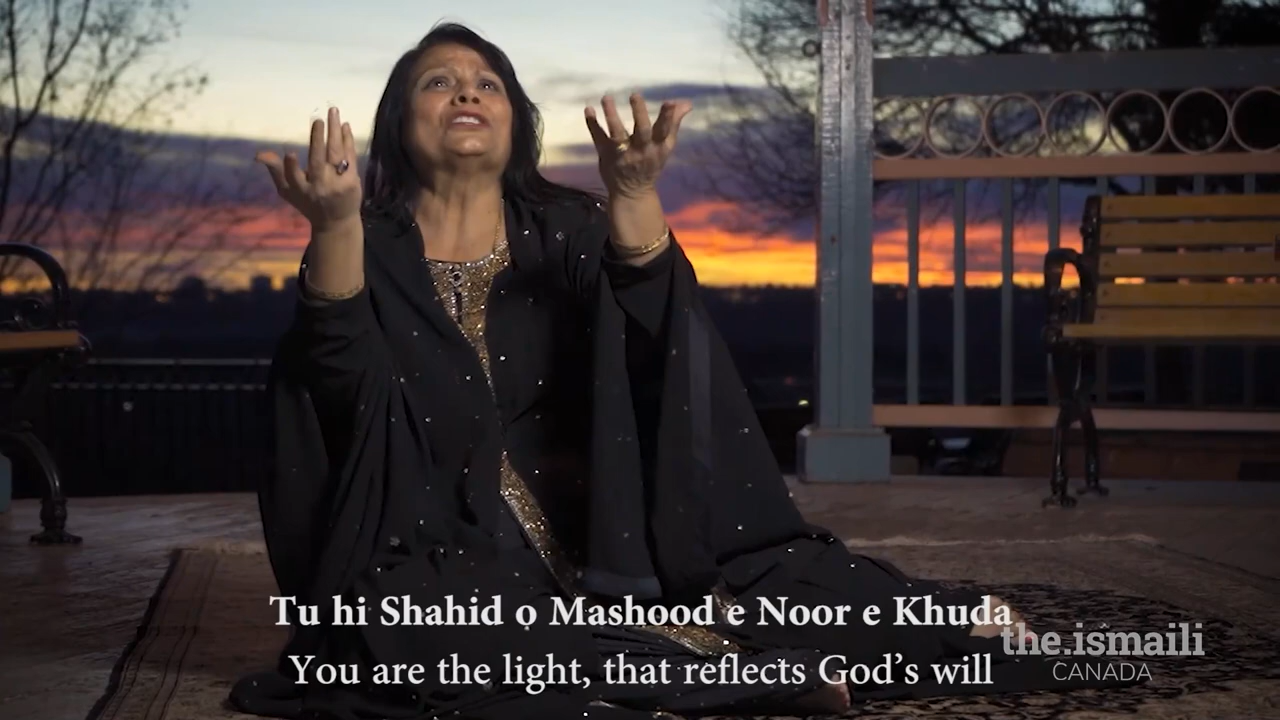 Tu hi Shahid o Mashood e Noor e Khuda
You are the light, that reflects God's will
the.ismaili
CANADA